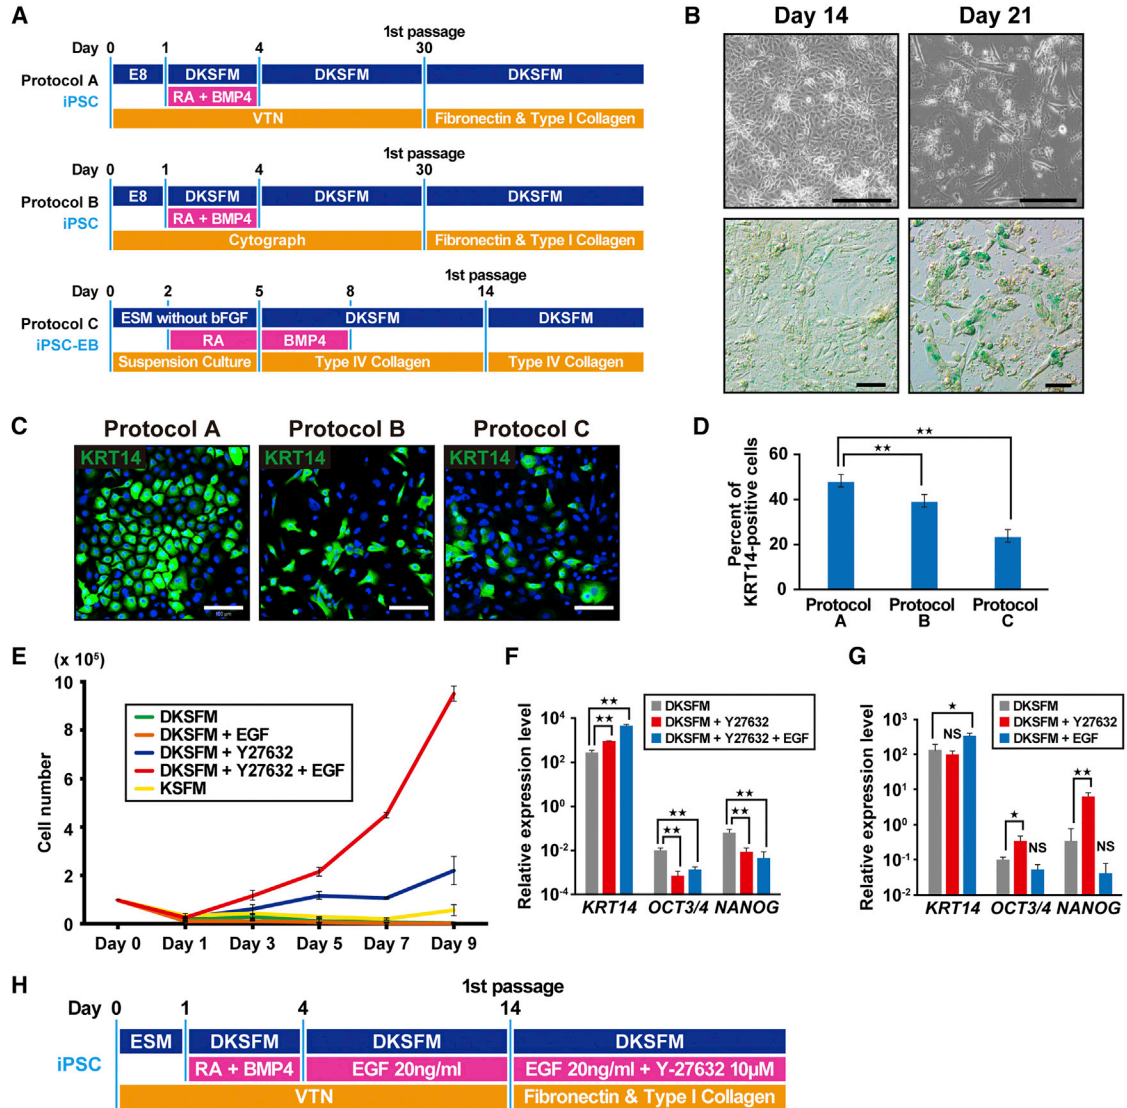 A
1st passage
Day 0 1 4 30
Protocol A E8 DKSFM DKSFM DKSFM
iPSC RA + BMP4
VTN Fibronectin & Type I Collagen
1st passage
Day 0 1 4 30
Protocol B E8 DKSFM DKSFM DKSFM
iPSC RA + BMP4
Cytograph Fibronectin & Type I Collagen
1st passage
Day 0 2 5 8 14
Protocol C ESM without bFGF DKSFM DKSFM
iPSC-EB RA BMP4
Suspension Culture Type IV Collagen Type IV Collagen
B
Day 14 Day 21
C
Protocol A Protocol B Protocol C
KRT14 KRT14 KRT14
100 μm
D
Percent of
KRT14-positive cells
60
40
20
0
★★
★★
Protocol A
Protocol B
Protocol C
E
(x 10⁵)
Cell number
10
8
6
4
2
0
DKSFM
DKSFM + EGF
DKSFM + Y27632
DKSFM + Y27632 + EGF
KSFM
Day 0 Day 1 Day 3 Day 5 Day 7 Day 9
F
Relative expression level
DKSFM
DKSFM + Y27632
DKSFM + Y27632 + EGF
10⁴
10²
10⁰
10⁻²
10⁻⁴
★★
★★
★★
★★
★★
★★
KRT14 OCT3/4 NANOG
G
Relative expression level
DKSFM
DKSFM + Y27632
DKSFM + EGF
10³
10²
10¹
10⁰
10⁻¹
10⁻²
★
NS
★
NS
★★
NS
KRT14 OCT3/4 NANOG
H
1st passage
Day 0 1 4 14
ESM DKSFM DKSFM DKSFM
iPSC RA + BMP4 EGF 20ng/ml EGF 20ng/ml + Y-27632 10μM
VTN Fibronectin & Type I Collagen